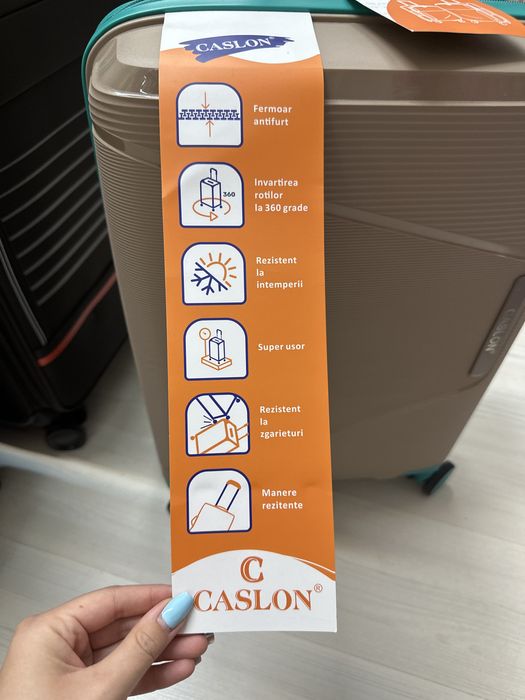 CASLON®
Fermoar
antifurt
360
Invartirea
rotilor
la 360 grade
Rezistent
la
intemperii
Super usor
Rezistent
la
zgarieturi
Manere
rezitente
C
CASLON®
CASLON